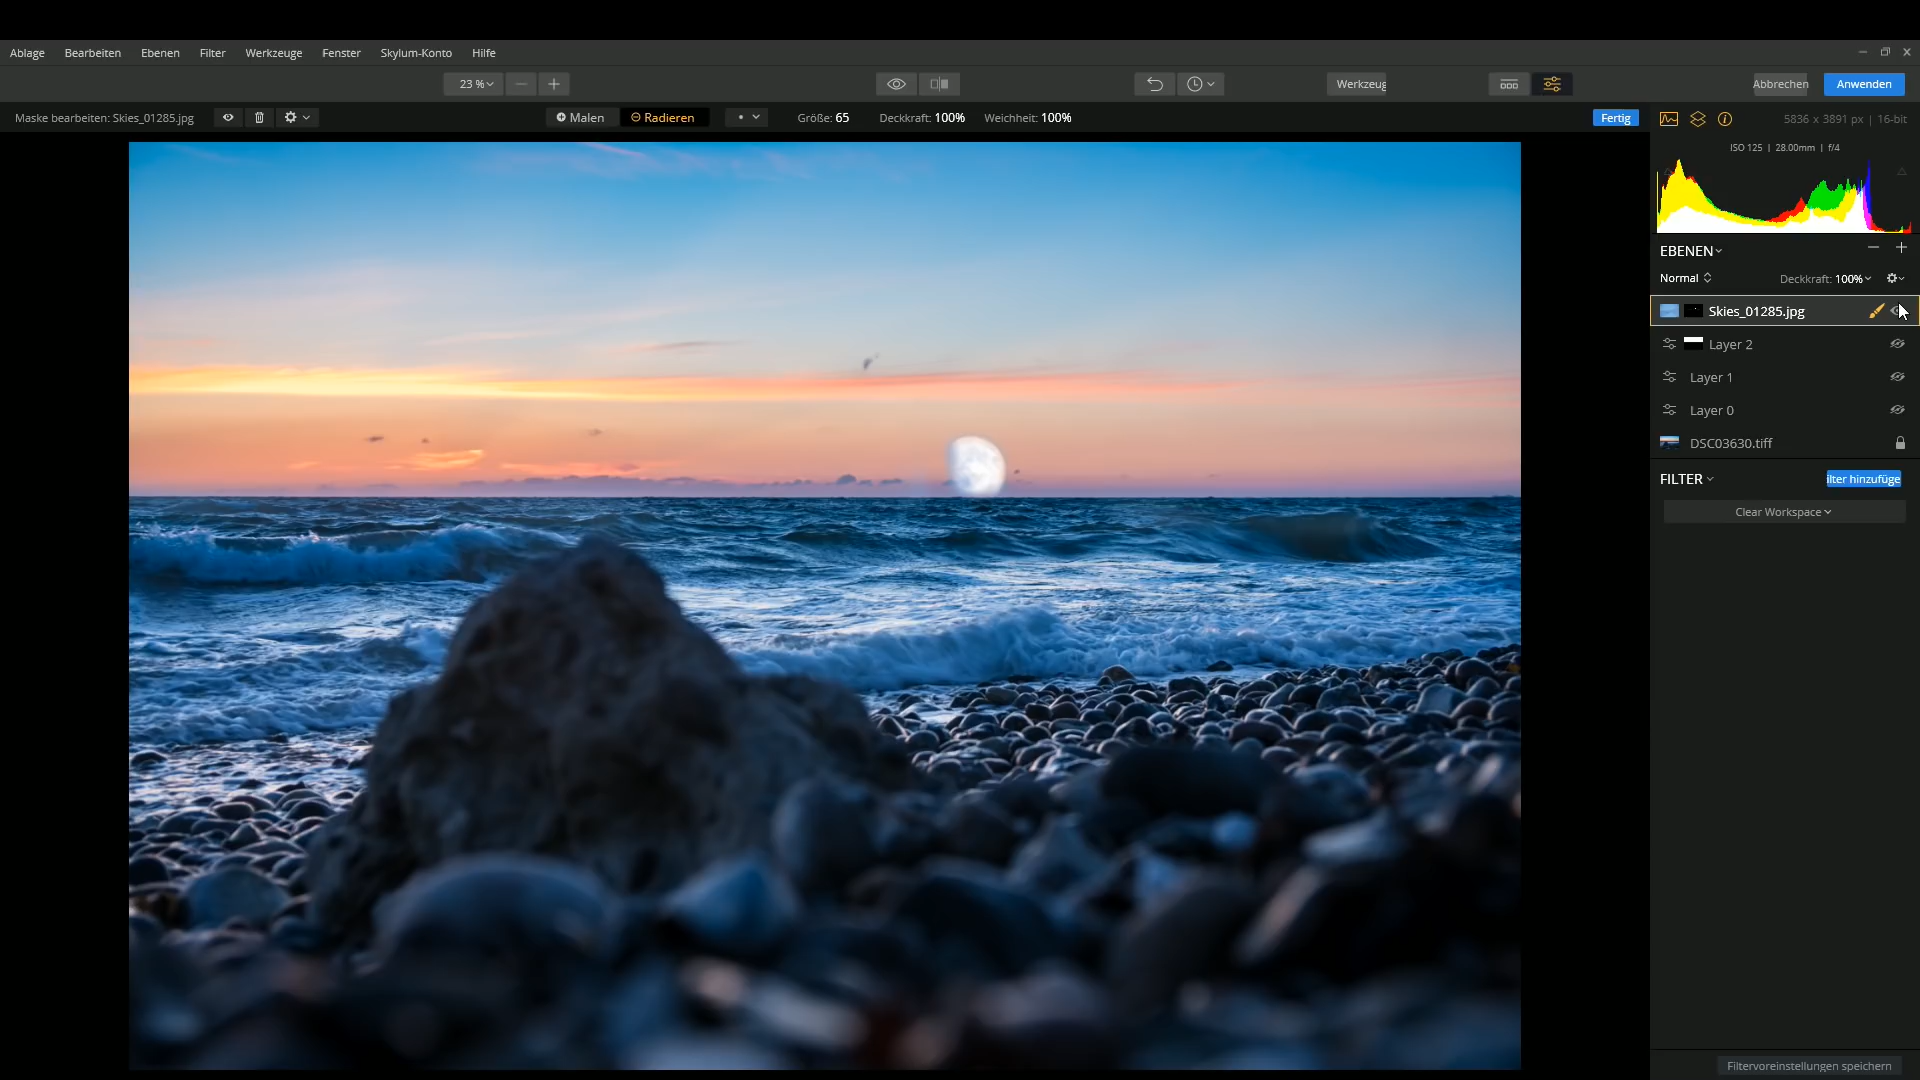 Ablage Bearbeiten Ebenen Filter Werkzeuge Fenster Skylum-Konto Hilfe
23 % Werkzeug Abbrechen Anwenden
Maske bearbeiten: Skies_01285.jpg Malen Radieren Größe: 65 Deckkraft: 100% Weichheit: 100% Fertig
5836 x 3891 px | 16-bit
ISO 125 | 28.00mm | f/4
EBENEN
Normal Deckkraft: 100%
Skies_01285.jpg
Layer 2
Layer 1
Layer 0
DSC03630.tiff
FILTER ilter hinzufüge
Clear Workspace
Filtervoreinstellungen speichern